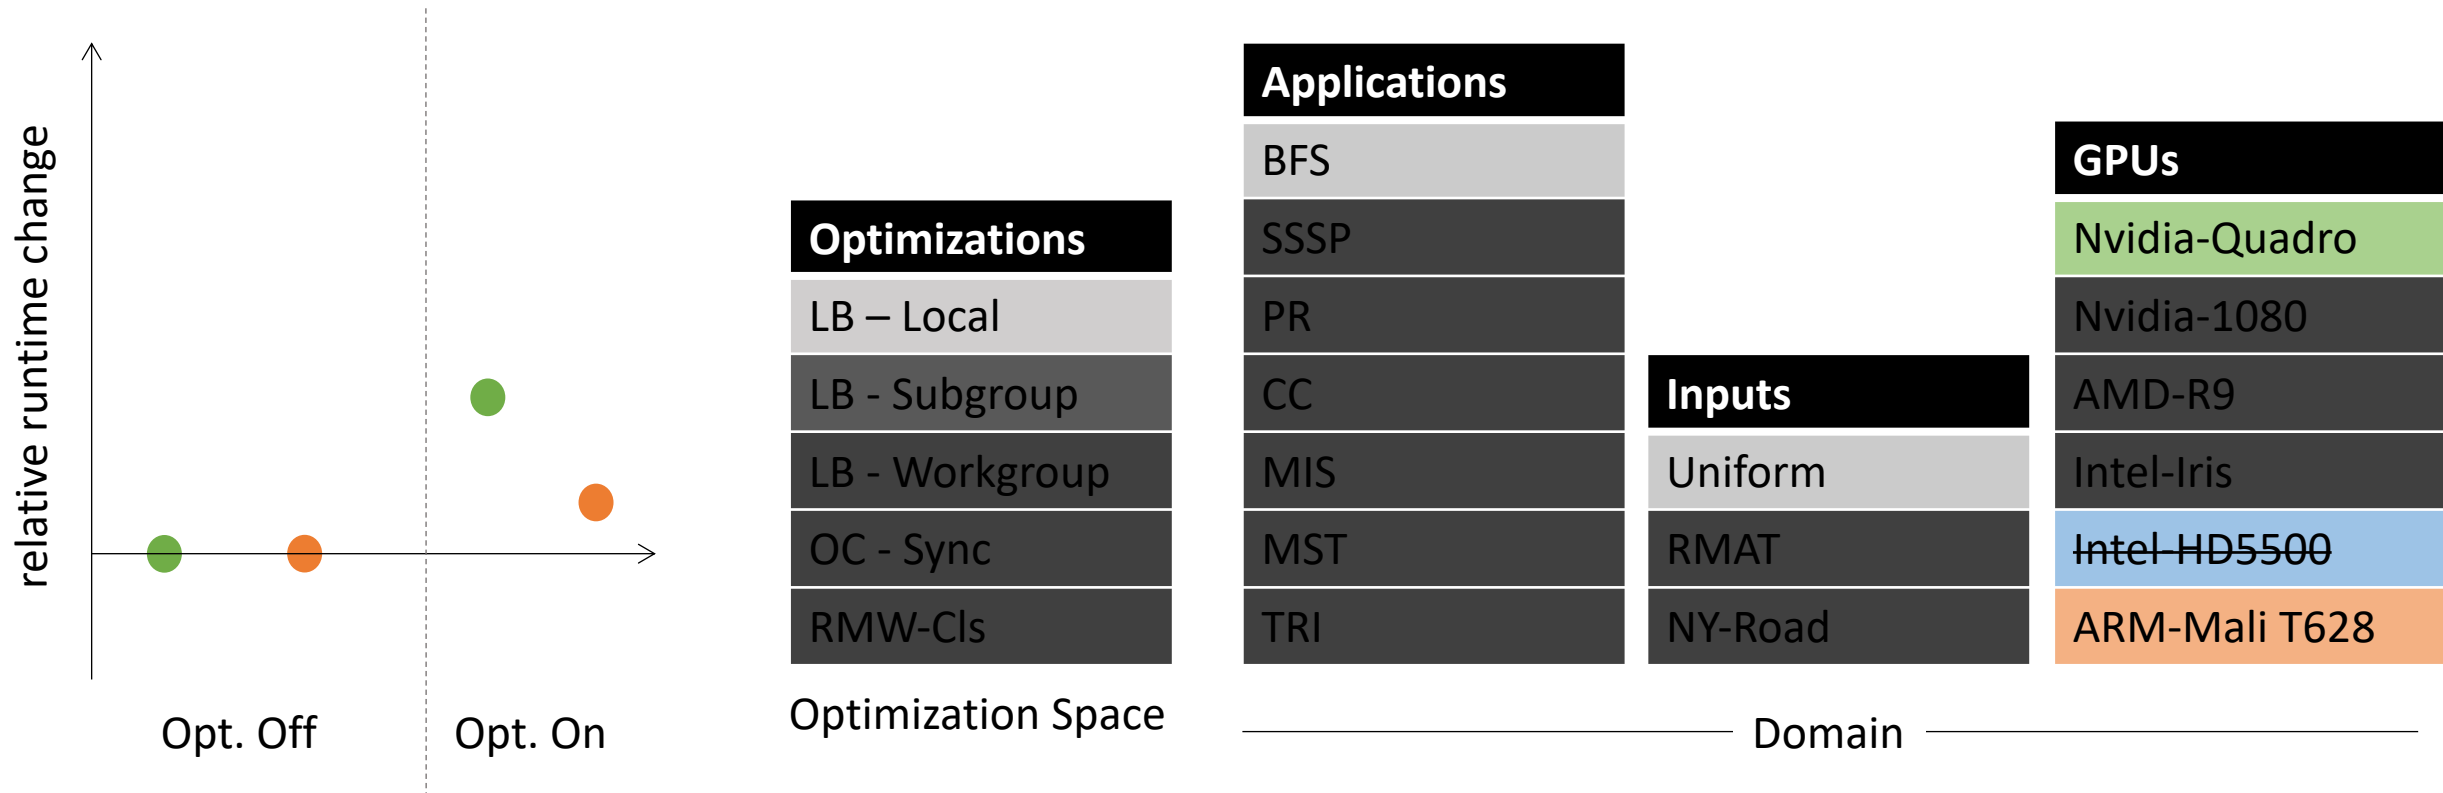 relative runtime change
Opt. Off
Opt. On
Optimizations
LB – Local
LB - Subgroup
LB - Workgroup
OC - Sync
RMW-Cls
Optimization Space
Applications
BFS
SSSP
PR
CC
MIS
MST
TRI
Inputs
Uniform
RMAT
NY-Road
GPUs
Nvidia-Quadro
Nvidia-1080
AMD-R9
Intel-Iris
Intel-HD5500
ARM-Mali T628
Domain